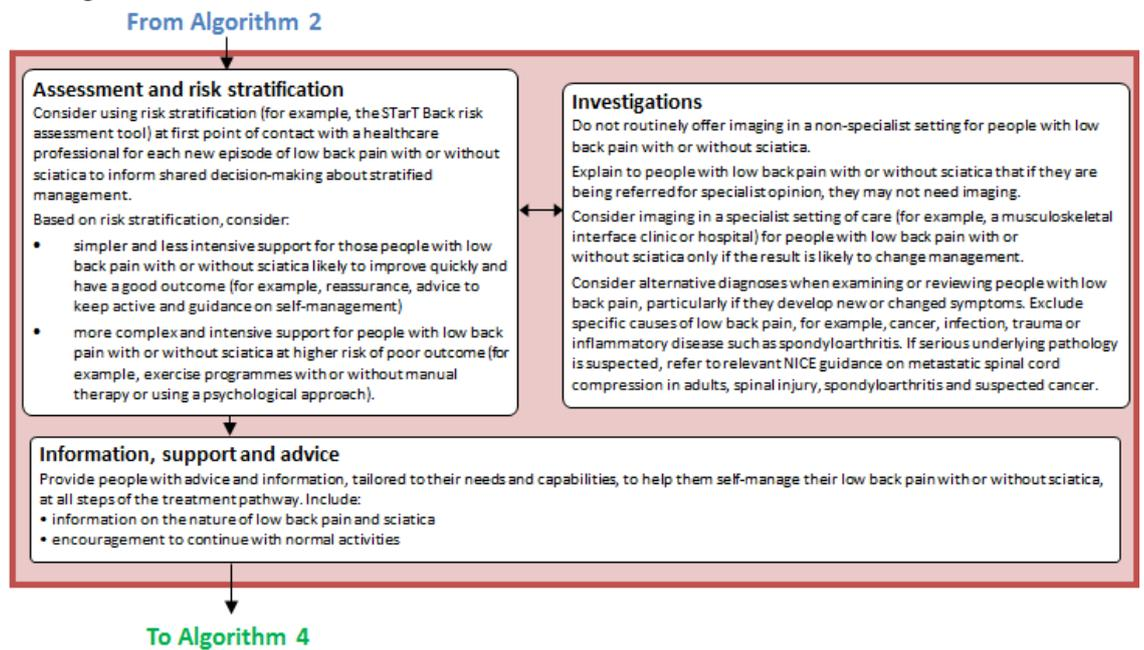 From Algorithm 2
Assessment and risk stratification
Consider using risk stratification (for example, the STarT Back risk
assessment tool) at first point of contact with a healthcare
professional for each new episode of low back pain with or without
sciatica to inform shared decision-making about stratified
management.
Based on risk stratification, consider:
• simpler and less intensive support for those people with low
back pain with or without sciatica likely to improve quickly and
have a good outcome (for example, reassurance, advice to
keep active and guidance on self-management)
• more complex and intensive support for people with low back
pain with or without sciatica at higher risk of poor outcome (for
example, exercise programmes with or without manual
therapy or using a psychological approach).
Investigations
Do not routinely offer imaging in a non-specialist setting for people with low
back pain with or without sciatica.
Explain to people with low back pain with or without sciatica that if they are
being referred for specialist opinion, they may not need imaging.
Consider imaging in a specialist setting of care (for example, a musculoskeletal
interface clinic or hospital) for people with low back pain with or
without sciatica only if the result is likely to change management.
Consider alternative diagnoses when examining or reviewing people with low
back pain, particularly if they develop new or changed symptoms. Exclude
specific causes of low back pain, for example, cancer, infection, trauma or
inflammatory disease such as spondyloarthritis. If serious underlying pathology
is suspected, refer to relevant NICE guidance on metastatic spinal cord
compression in adults, spinal injury, spondyloarthritis and suspected cancer.
Information, support and advice
Provide people with advice and information, tailored to their needs and capabilities, to help them self-manage their low back pain with or without sciatica,
at all steps of the treatment pathway. Include:
• information on the nature of low back pain and sciatica
• encouragement to continue with normal activities
To Algorithm 4